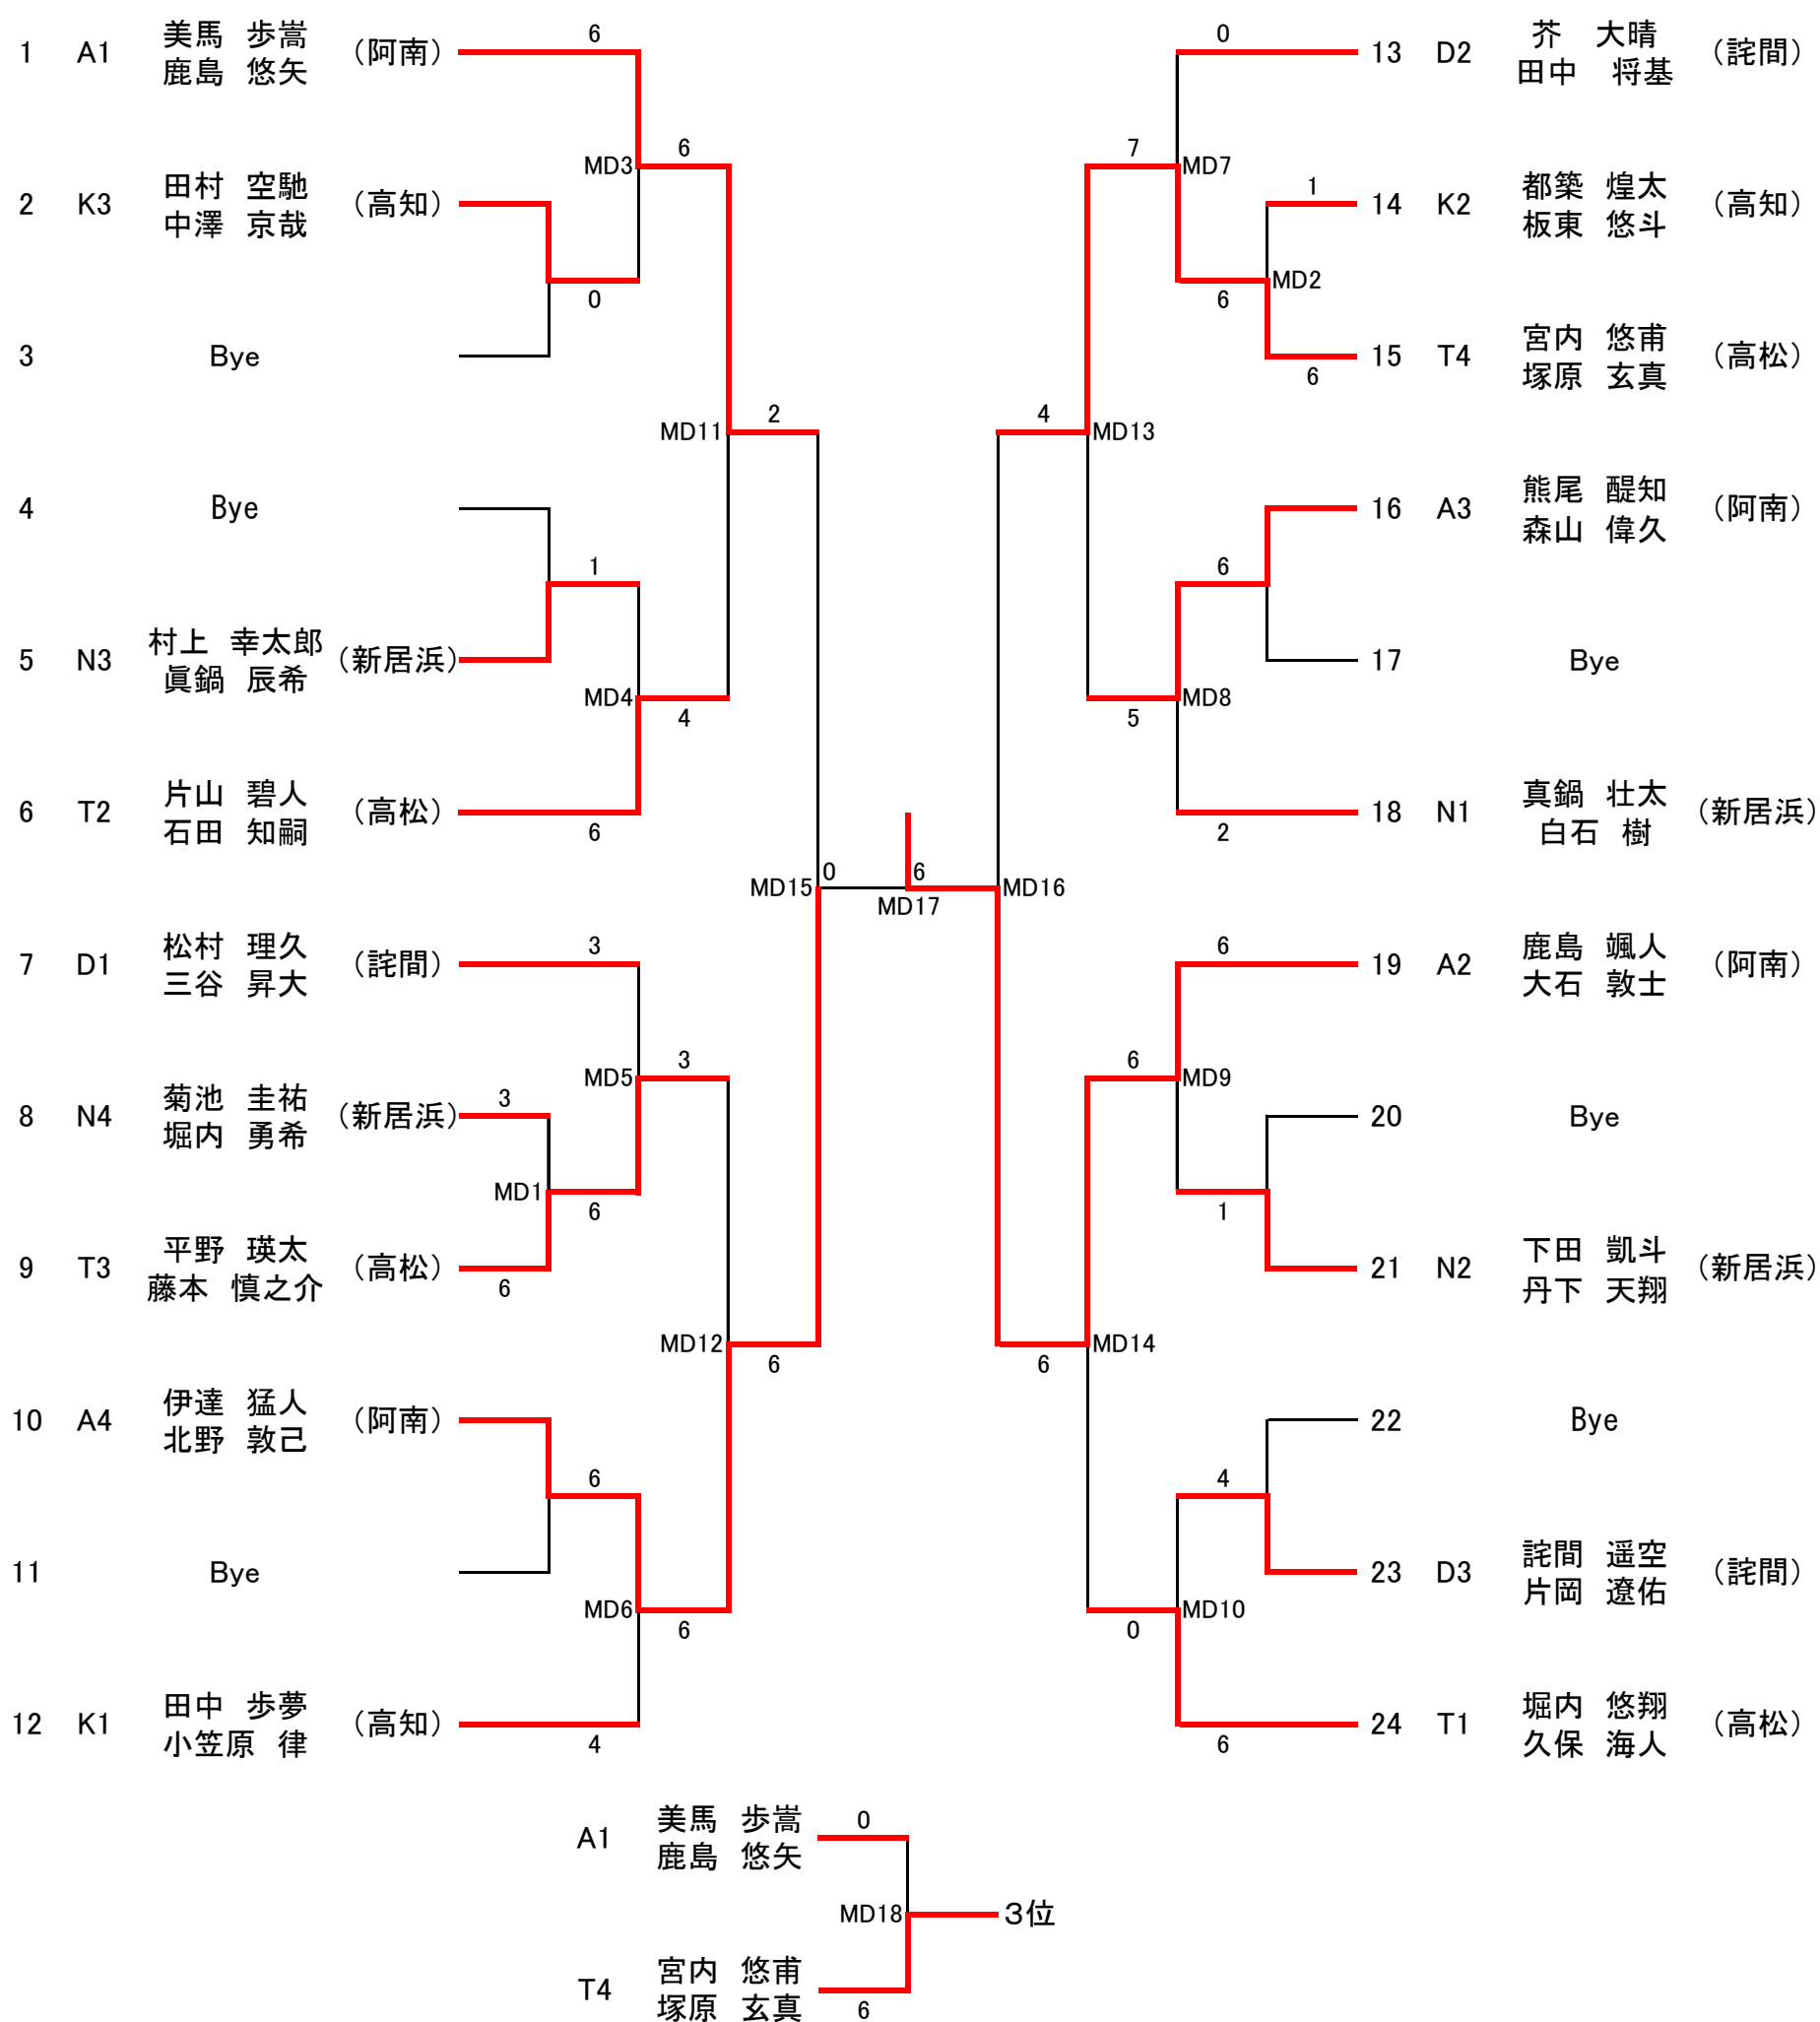 1 A1 美馬 歩嵩 鹿島 悠矢 （阿南） 6
2 K3 田村 空馳 中澤 京哉 （高知）
MD3 6
0
3 Bye
MD11 2
4 Bye
1
5 N3 村上 幸太郎 眞鍋 辰希 （新居浜）
MD4 4
6 T2 片山 碧人 石田 知嗣 （高松） 6
MD15 0
6
MD17
7 D1 松村 理久 三谷 昇大 （詫間） 3
MD5 3
8 N4 菊池 圭祐 堀内 勇希 （新居浜） 3
MD1 6
9 T3 平野 瑛太 藤本 慎之介 （高松） 6
MD12 6
10 A4 伊達 猛人 北野 敦己 （阿南）
6
11 Bye
MD6 6
12 K1 田中 歩夢 小笠原 律 （高知） 4
0 13 D2 芥 大晴 田中 将基 （詫間）
7 MD7
1 14 K2 都築 煌太 板東 悠斗 （高知）
6 MD2
6 15 T4 宮内 悠甫 塚原 玄真 （高松）
4 MD13
16 A3 熊尾 醍知 森山 偉久 （阿南）
6
17 Bye
5 MD8
2 18 N1 真鍋 壮太 白石 樹 （新居浜）
MD16
6 19 A2 鹿島 颯人 大石 敦士 （阿南）
6 MD9
20 Bye
1
21 N2 下田 凱斗 丹下 天翔 （新居浜）
6 MD14
22 Bye
4
23 D3 詫間 遥空 片岡 遼佑 （詫間）
0 MD10
6 24 T1 堀内 悠翔 久保 海人 （高松）
A1 美馬 歩嵩 鹿島 悠矢 0
MD18 3位
T4 宮内 悠甫 塚原 玄真 6